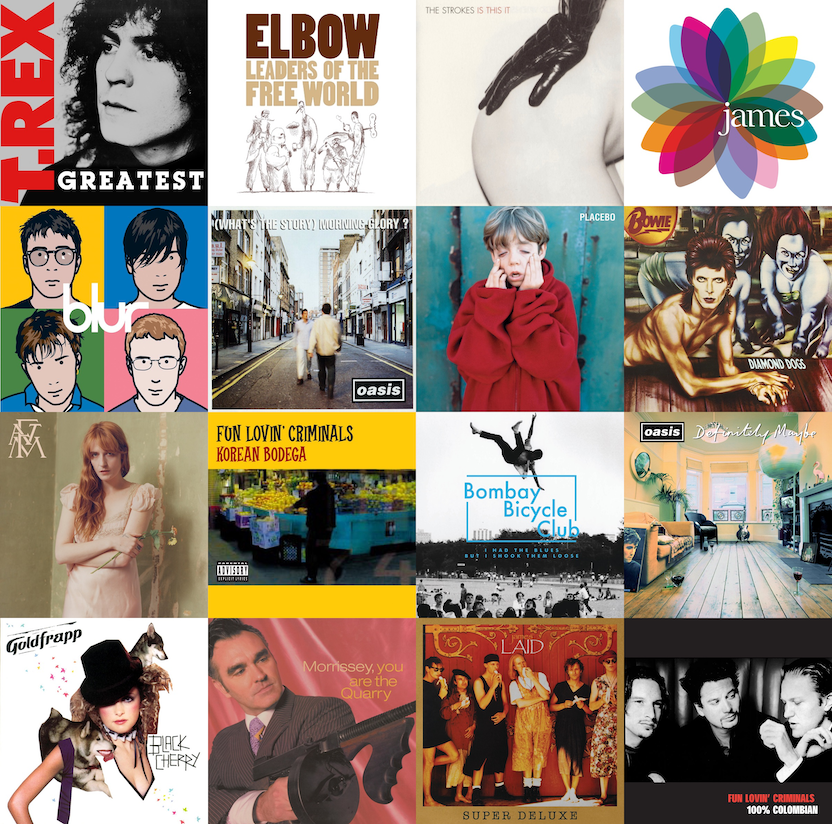 T.REX
GREATEST
ELBOW
LEADERS OF THE
FREE WORLD
THE STROKES IS THIS IT
james
blur
(WHAT'S THE STORY) MORNING GLORY ?
oasis
PLACEBO
BOWIE
DIAMOND DOGS
FUN LOVIN' CRIMINALS
KOREAN BODEGA
PARENTAL
ADVISORY
EXPLICIT LYRICS
Bombay
Bicycle
Club
I HAD THE BLUES
BUT I SHOOK THEM LOOSE
oasis Definitely Maybe
Goldfrapp
BLACK
CHERRY
Morrissey, you
are the
Quarry
LAID
SUPER DELUXE
FUN LOVIN' CRIMINALS
100% COLOMBIAN